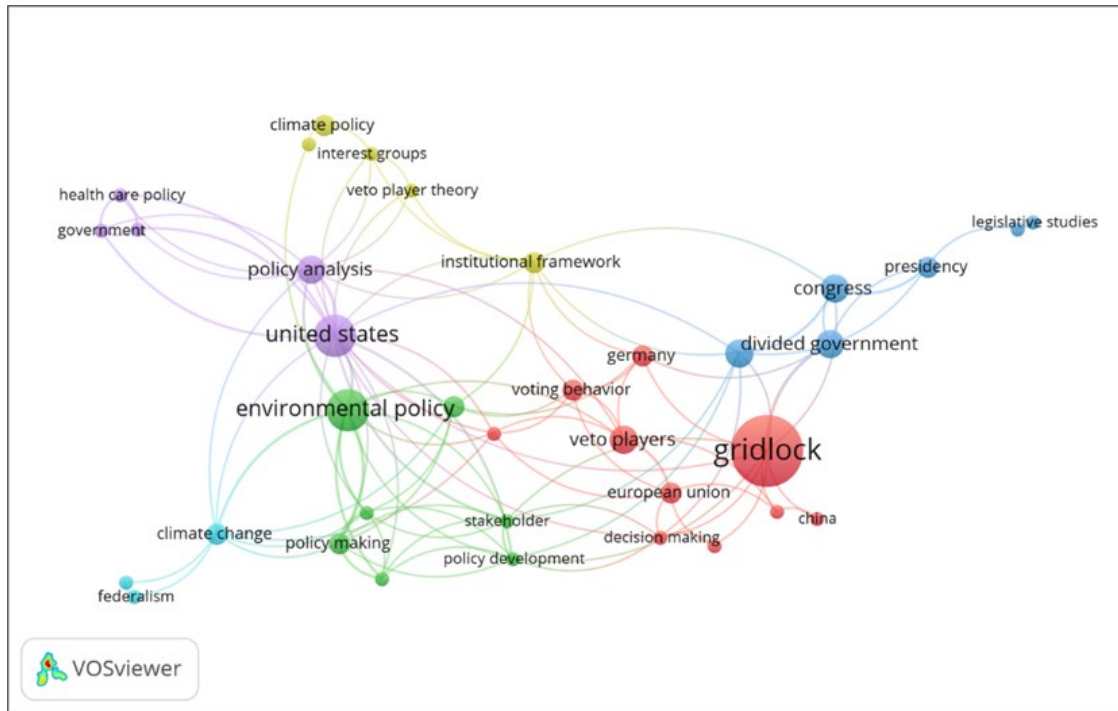 climate policy
interest groups
health care policy
veto player theory
legislative studies
government
institutional framework
policy analysis
presidency
congress
united states
divided government
germany
voting behavior
environmental policy
veto players
gridlock
european union
china
stakeholder
climate change
policy making
decision making
policy development
federalism
VOSviewer